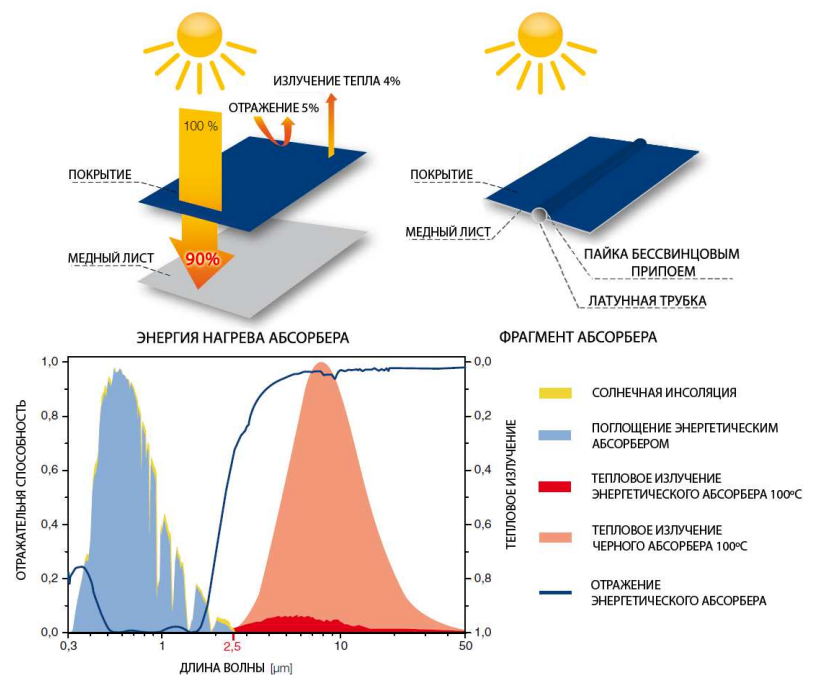 ИЗЛУЧЕНИЕ ТЕПЛА 4%
ОТРАЖЕНИЕ 5%
100 %
ПОКРЫТИЕ
МЕДНЫЙ ЛИСТ
90%
ПОКРЫТИЕ
МЕДНЫЙ ЛИСТ
ПАЙКА БЕССВИНЦОВЫМ
ПРИПОЕМ
ЛАТУННАЯ ТРУБКА
ЭНЕРГИЯ НАГРЕВА АБСОРБЕРА
ФРАГМЕНТ АБСОРБЕРА
ОТРАЖАТЕЛЬНЯ СПОСОБНОСТЬ
1,0
0,8
0,6
0,4
0,2
0,0
0,3
1
2,5
10
50
ДЛИНА ВОЛНЫ [µm]
0,0
0,2
0,4
0,6
0,8
1,0
ТЕПЛОВОЕ ИЗЛУЧЕНИЕ
СОЛНЕЧНАЯ ИНСОЛЯЦИЯ
ПОГЛОЩЕНИЕ ЭНЕРГЕТИЧЕСКИМ
АБСОРБЕРОМ
ТЕПЛОВОЕ ИЗЛУЧЕНИЕ
ЭНЕРГЕТИЧЕСКОГО АБСОРБЕРА 100ºC
ТЕПЛОВОЕ ИЗЛУЧЕНИЕ
ЧЕРНОГО АБСОРБЕРА 100ºC
ОТРАЖЕНИЕ
ЭНЕРГЕТИЧЕСКОГО АБСОРБЕРА